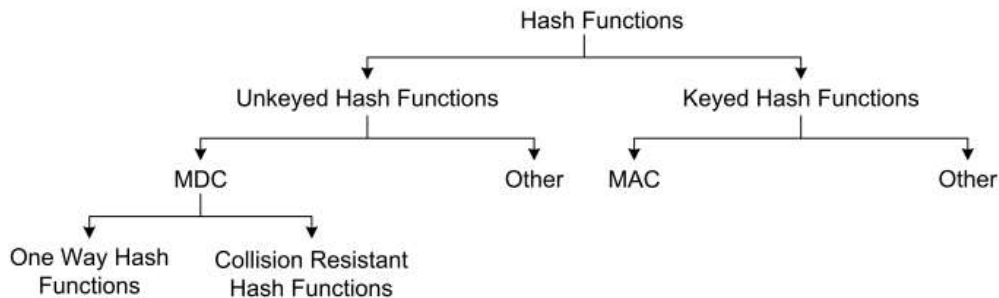 Hash Functions
Unkeyed Hash Functions
Keyed Hash Functions
MDC
Other
MAC
Other
One Way Hash
Functions
Collision Resistant
Hash Functions